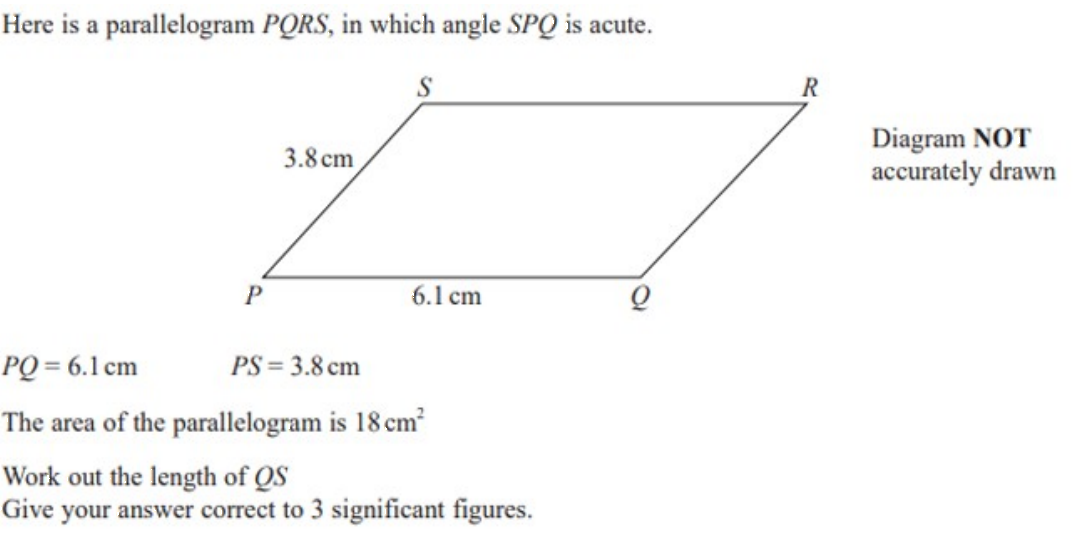 Here is a parallelogram PQRS, in which angle SPQ is acute.
S
R
3.8 cm
Diagram NOT
accurately drawn
P
6.1 cm
Q
PQ = 6.1 cm PS = 3.8 cm
The area of the parallelogram is 18 cm²
Work out the length of QS
Give your answer correct to 3 significant figures.